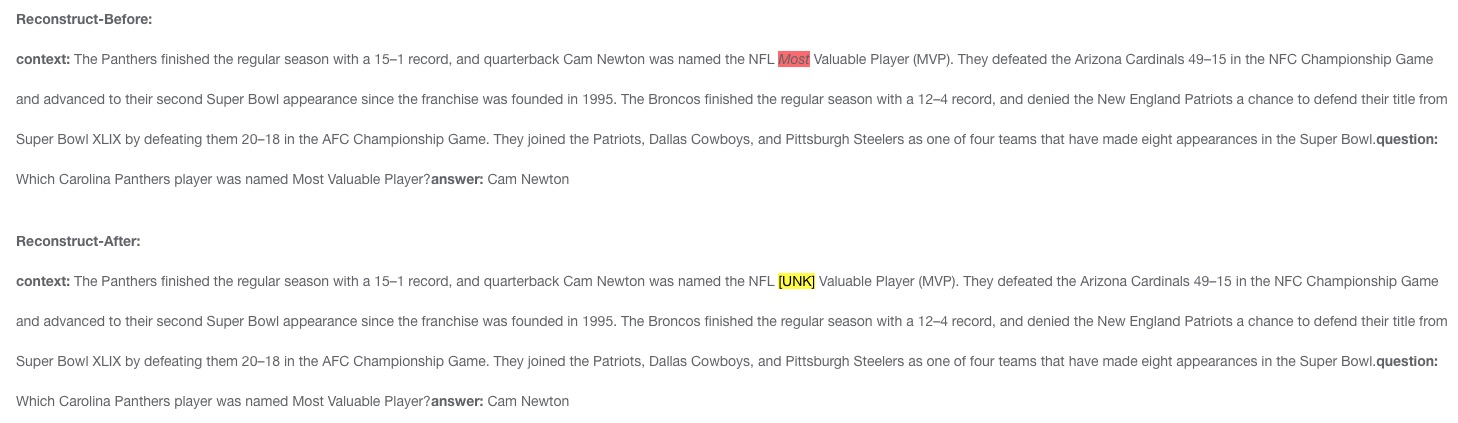 Reconstruct-Before:
context: The Panthers finished the regular season with a 15–1 record, and quarterback Cam Newton was named the NFL Most Valuable Player (MVP). They defeated the Arizona Cardinals 49–15 in the NFC Championship Game
and advanced to their second Super Bowl appearance since the franchise was founded in 1995. The Broncos finished the regular season with a 12–4 record, and denied the New England Patriots a chance to defend their title from
Super Bowl XLIX by defeating them 20–18 in the AFC Championship Game. They joined the Patriots, Dallas Cowboys, and Pittsburgh Steelers as one of four teams that have made eight appearances in the Super Bowl.question:
Which Carolina Panthers player was named Most Valuable Player?answer: Cam Newton
Reconstruct-After:
context: The Panthers finished the regular season with a 15–1 record, and quarterback Cam Newton was named the NFL [UNK] Valuable Player (MVP). They defeated the Arizona Cardinals 49–15 in the NFC Championship Game
and advanced to their second Super Bowl appearance since the franchise was founded in 1995. The Broncos finished the regular season with a 12–4 record, and denied the New England Patriots a chance to defend their title from
Super Bowl XLIX by defeating them 20–18 in the AFC Championship Game. They joined the Patriots, Dallas Cowboys, and Pittsburgh Steelers as one of four teams that have made eight appearances in the Super Bowl.question:
Which Carolina Panthers player was named Most Valuable Player?answer: Cam Newton